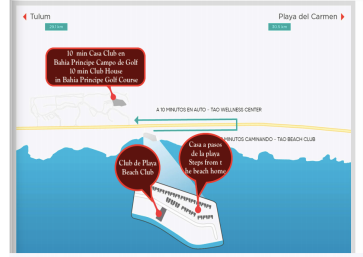 Tulum
Playa del Carmen
10 min Casa Club en
Bahia Principe Campo de Golf
10 min Club House
in Bahia Principe Golf Course
A 10 MINUTOS EN AUTO - TAO WELLNESS CENTER
MINUTOS CAMINANDO - TAO BEACH CLUB
Casa a pasos
de la playa
Steps from t
he beach home
Club de Playa
Beach Club